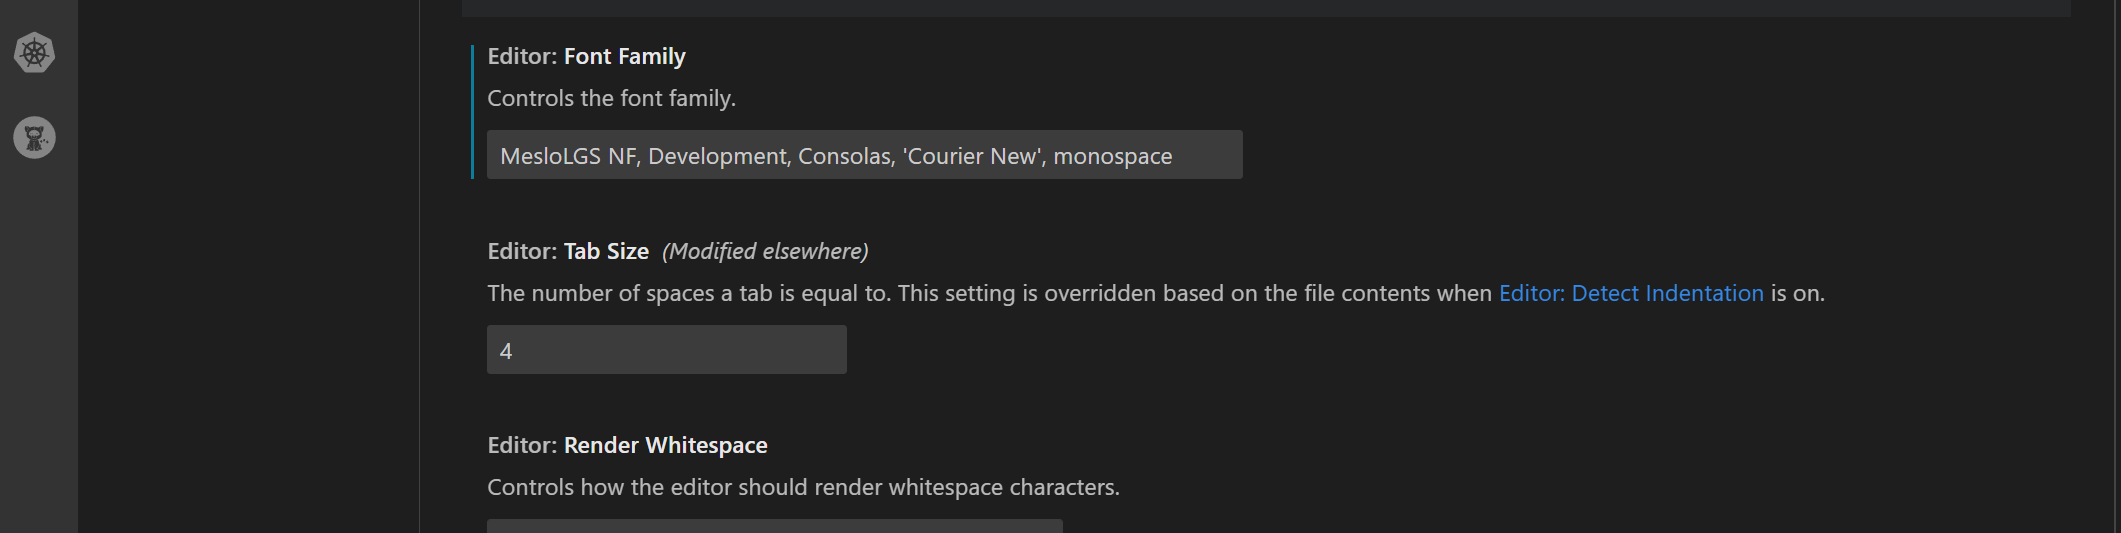 Editor: Font Family
Controls the font family.
MesloLGS NF, Development, Consolas, 'Courier New', monospace
Editor: Tab Size (Modified elsewhere)
The number of spaces a tab is equal to. This setting is overridden based on the file contents when Editor: Detect Indentation is on.
4
Editor: Render Whitespace
Controls how the editor should render whitespace characters.